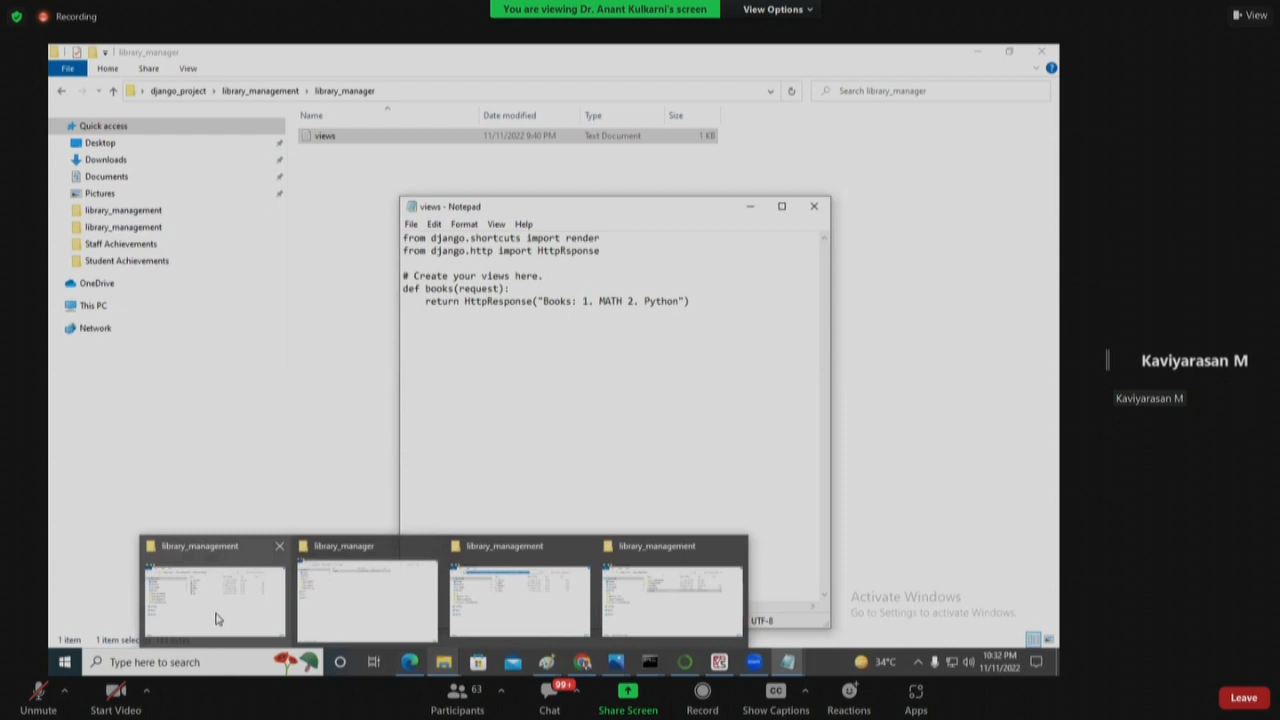 Recording
You are viewing Dr. Anant Kulkarni's screen
View Options
View
library_manager
File Home Share View
django_project › library_management › library_manager
Search library_manager
Name Date modified Type Size
views 11/11/2022 9:40 PM Text Document 1 KB
Quick access
Desktop
Downloads
Documents
Pictures
library_management
library_management
Staff Achievements
Student Achievements
OneDrive
This PC
Network
views - Notepad
File Edit Format View Help
from django.shortcuts import render
from django.http import HttpRsponse
# Create your views here.
def books(request):
return HttpResponse("Books: 1. MATH 2. Python")
Kaviyarasan M
Kaviyarasan M
library_management
library_manager
library_management
library_management
Activate Windows
Go to Settings to activate Windows.
UTF-8
1 item 1 item selec
Type here to search
34°C
10:32 PM
11/11/2022
Unmute
Start Video
Participants 63
Chat 99+
Share Screen
Record
CC
Show Captions
Reactions
Apps
Leave